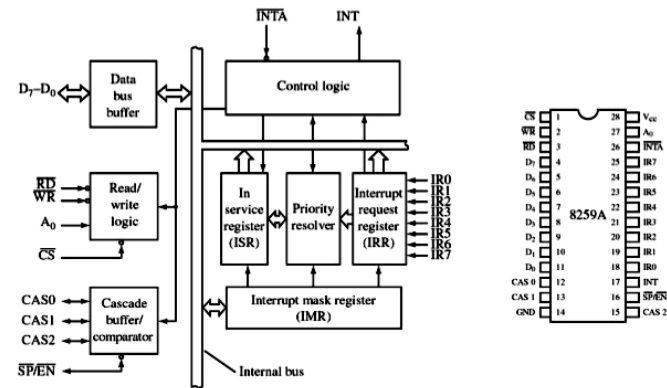 INTA INT
D7–D0
Data
bus
buffer
Control logic
RD
WR
A0
CS
Read/
write
logic
In
service
register
(ISR)
Priority
resolver
Interrupt
request
register
(IRR)
IR0
IR1
IR2
IR3
IR4
IR5
IR6
IR7
CAS0
CAS1
CAS2
SP/EN
Cascade
buffer/
comparator
Interrupt mask register
(IMR)
Internal bus
8259A
CS 1 28 Vcc
WR 2 27 A0
RD 3 26 INTA
D7 4 25 IR7
D6 5 24 IR6
D5 6 23 IR5
D4 7 22 IR4
D3 8 21 IR3
D2 9 20 IR2
D1 10 19 IR1
D0 11 18 IR0
CAS 0 12 17 INT
CAS 1 13 16 SP/EN
GND 14 15 CAS 2